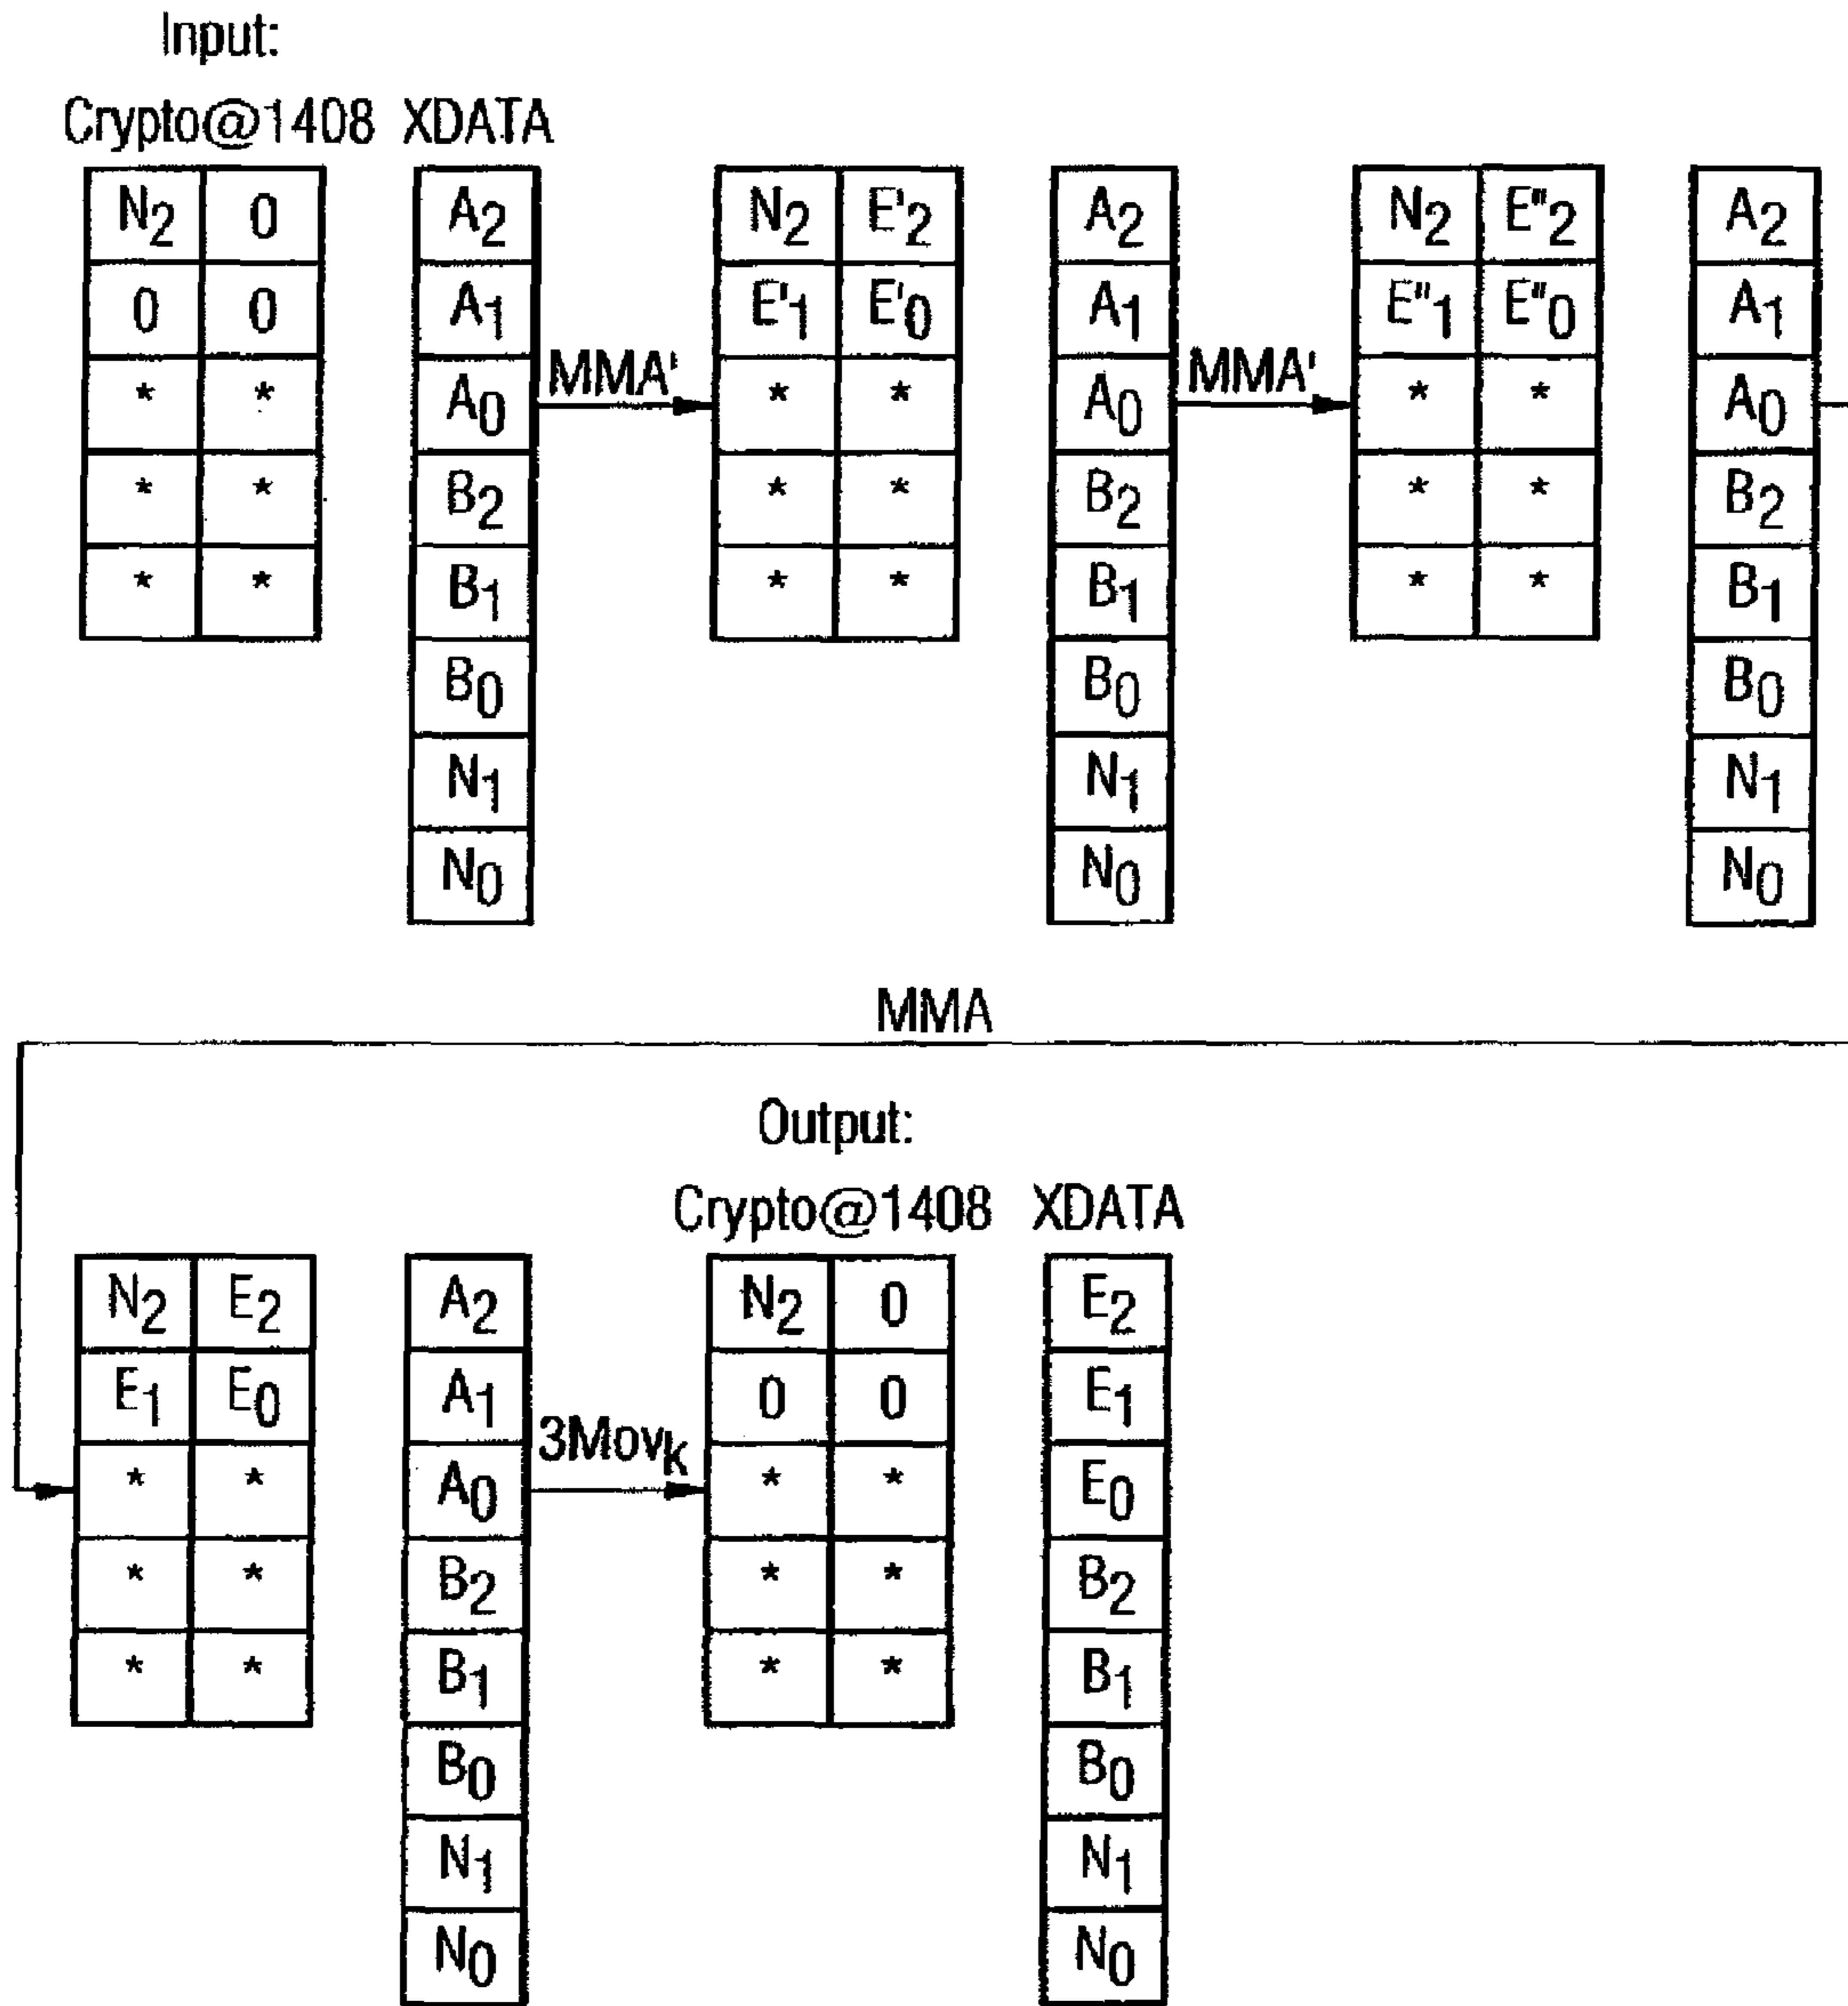 Input:
Crypto@1408 XDATA
N2 0 A2 N2 E'2 A2 N2 E"2 A2
0 0 A1 E'1 E'0 A1 E"1 E"0 A1
* * A0 MMA' * * A0 MMA' * * A0
* * B2 * * B2 * * B2
* * B1 * * B1 * * B1
B0 B0 B0
N1 N1 N1
N0 N0 N0
MMA
Output:
Crypto@1408 XDATA
N2 E2 A2 N2 0 E2
E1 E0 A1 0 0 E1
* * A0 3Movk * * E0
* * B2 * * B2
* * B1 * * B1
B0 B0
N1 N1
N0 N0